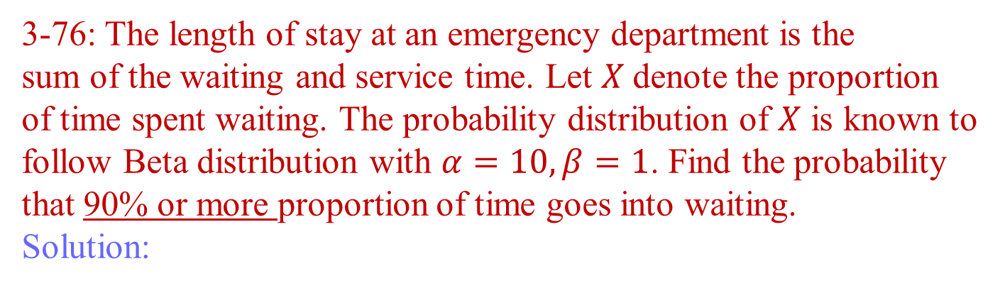 3-76: The length of stay at an emergency department is the
sum of the waiting and service time. Let X denote the proportion
of time spent waiting. The probability distribution of X is known to
follow Beta distribution with α = 10, β = 1. Find the probability
that 90% or more proportion of time goes into waiting.
Solution: